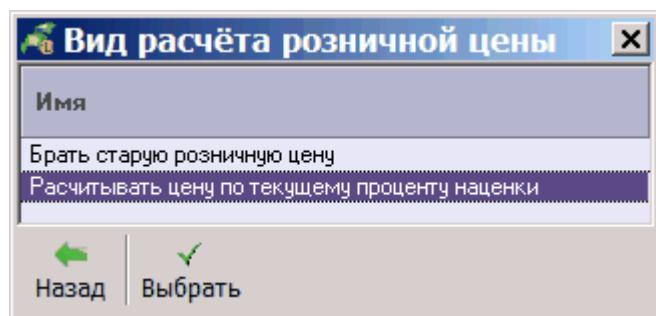 Вид расчёта розничной цены
Имя
Брать старую розничную цену
Расчитывать цену по текущему проценту наценки
Назад
Выбрать